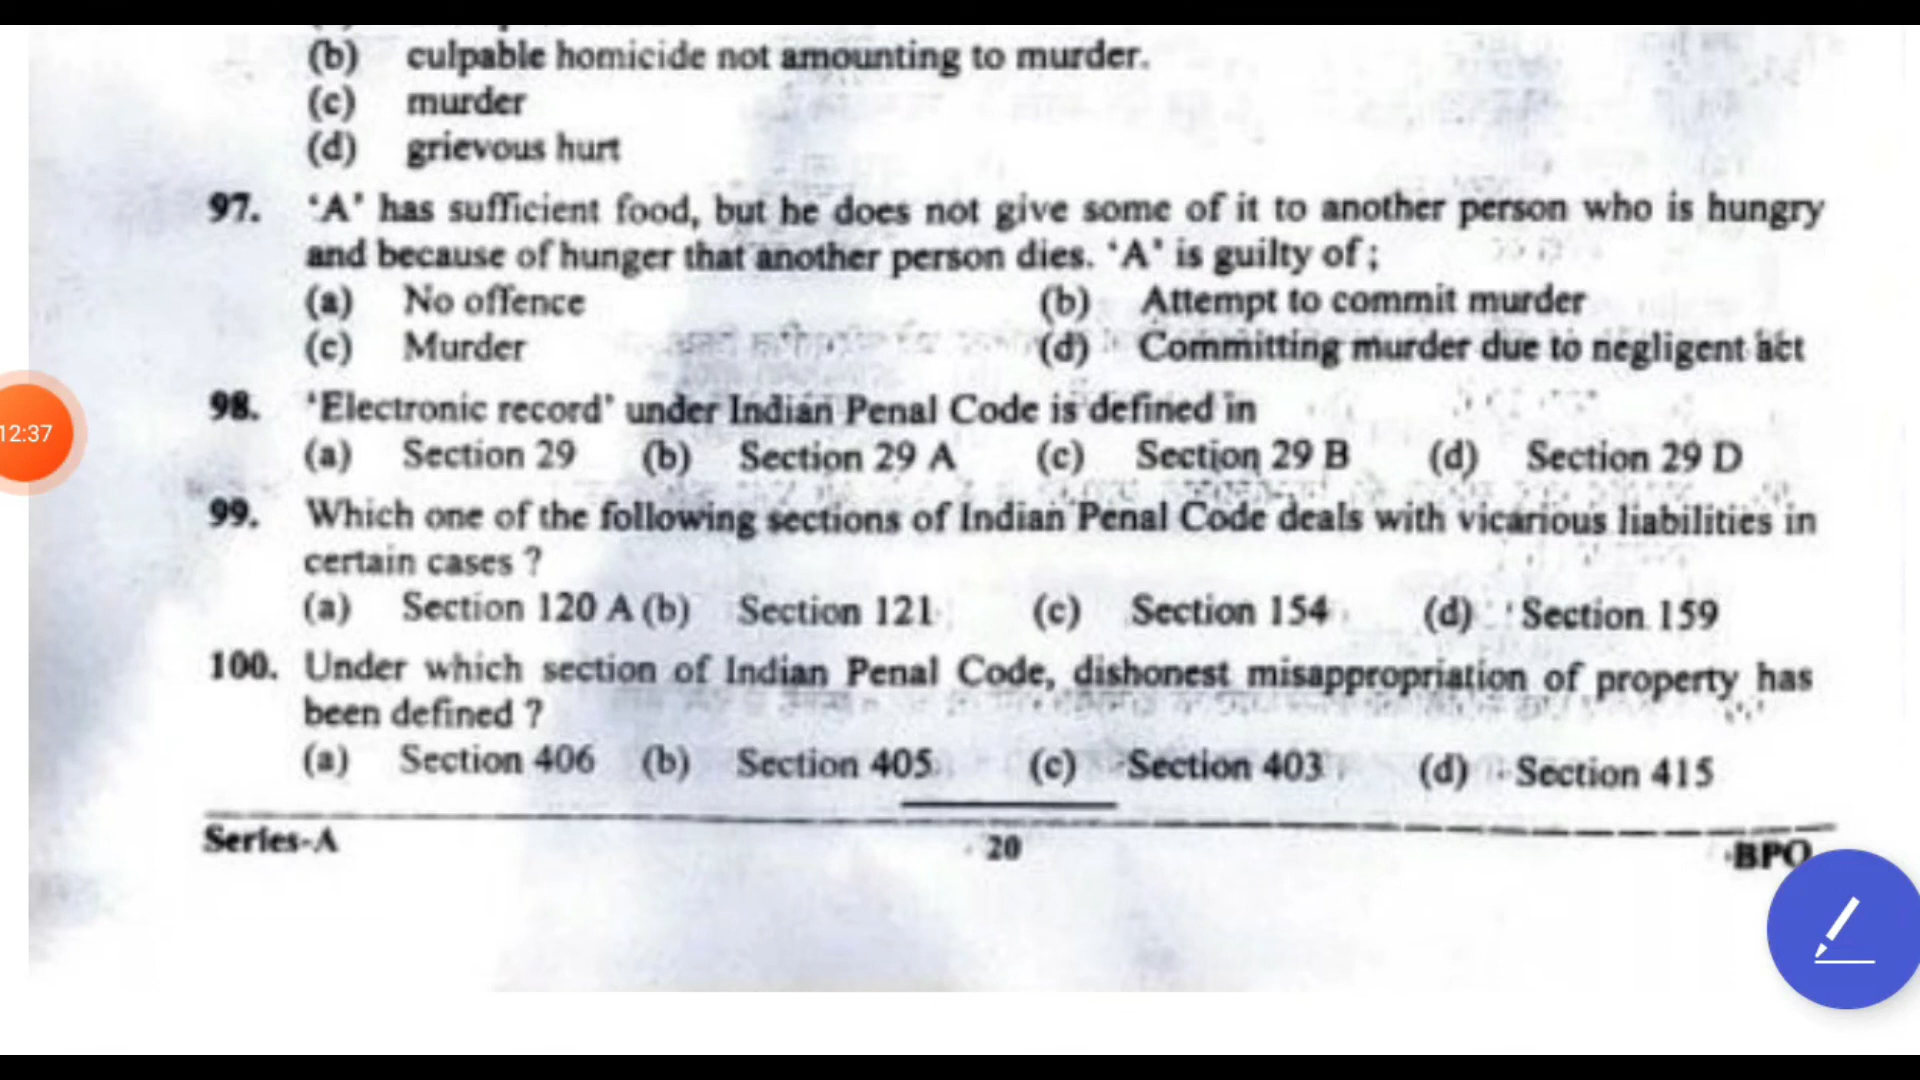 (b) culpable homicide not amounting to murder.
(c) murder
(d) grievous hurt
97. 'A' has sufficient food, but he does not give some of it to another person who is hungry
and because of hunger that another person dies. 'A' is guilty of ;
(a) No offence (b) Attempt to commit murder
(c) Murder (d) Committing murder due to negligent act
98. 'Electronic record' under Indian Penal Code is defined in
(a) Section 29 (b) Section 29 A (c) Section 29 B (d) Section 29 D
99. Which one of the following sections of Indian Penal Code deals with vicarious liabilities in
certain cases ?
(a) Section 120 A (b) Section 121 (c) Section 154 (d) Section 159
100. Under which section of Indian Penal Code, dishonest misappropriation of property has
been defined ?
(a) Section 406 (b) Section 405 (c) Section 403 (d) Section 415
Series-A 20 BPO
12:37